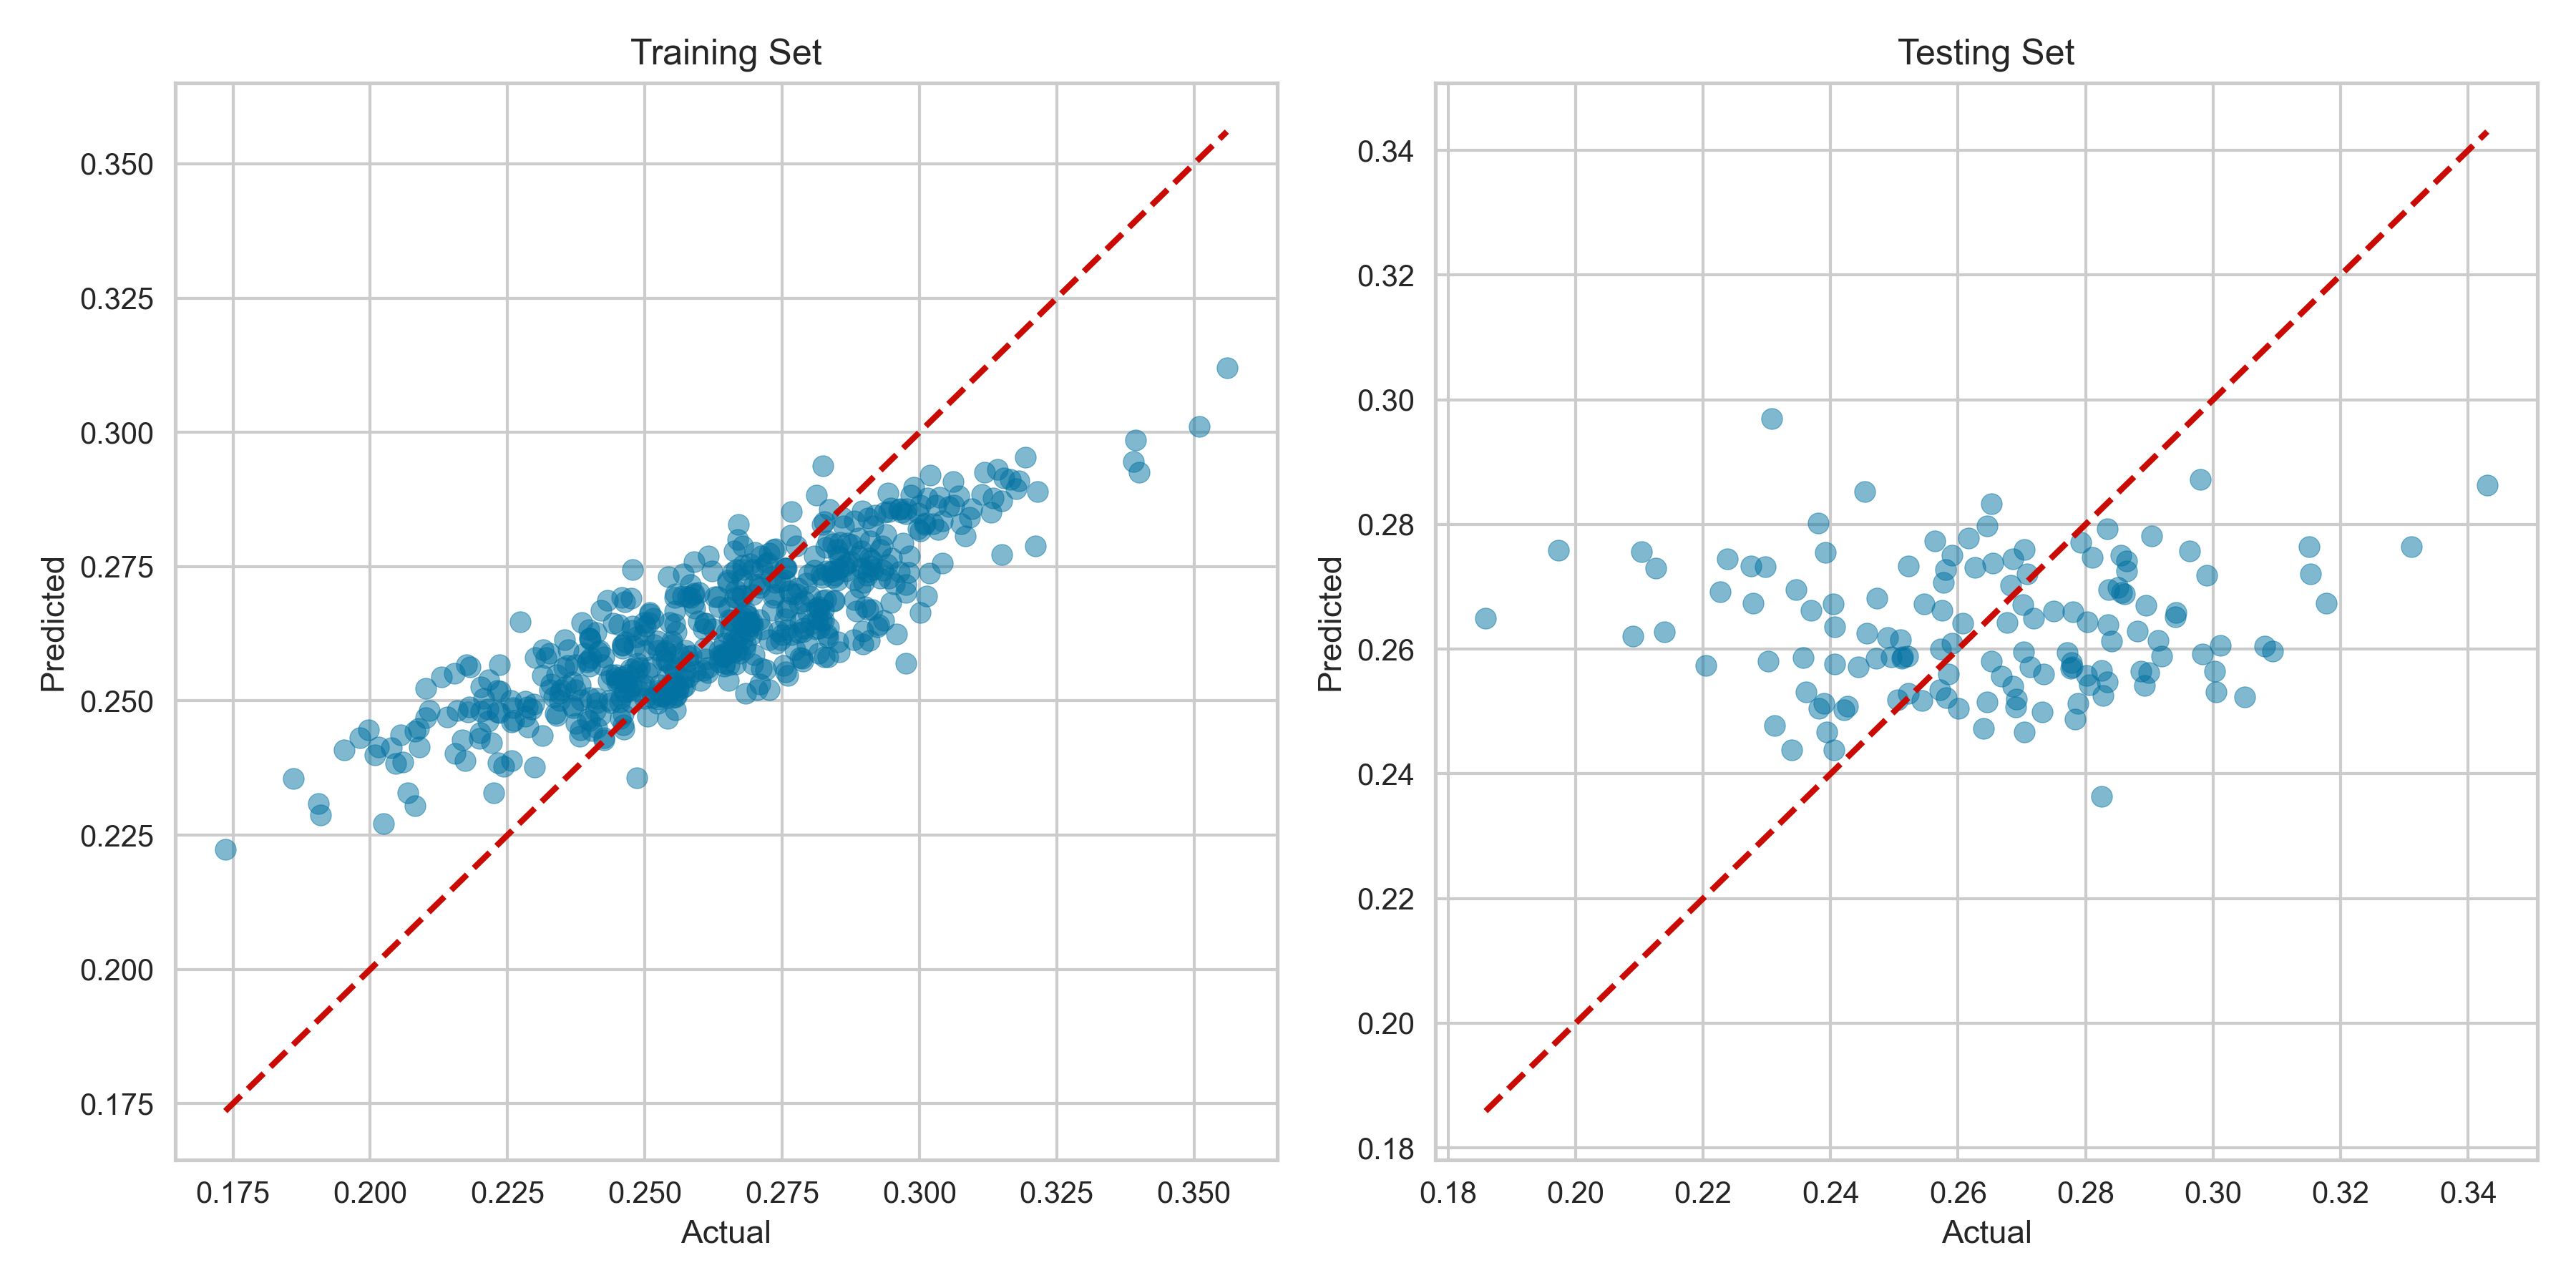 Training Set
Testing Set
Predicted
0.350
0.325
0.300
0.275
0.250
0.225
0.200
0.175
0.175 0.200 0.225 0.250 0.275 0.300 0.325 0.350
Actual
Predicted
0.34
0.32
0.30
0.28
0.26
0.24
0.22
0.20
0.18
0.18 0.20 0.22 0.24 0.26 0.28 0.30 0.32 0.34
Actual